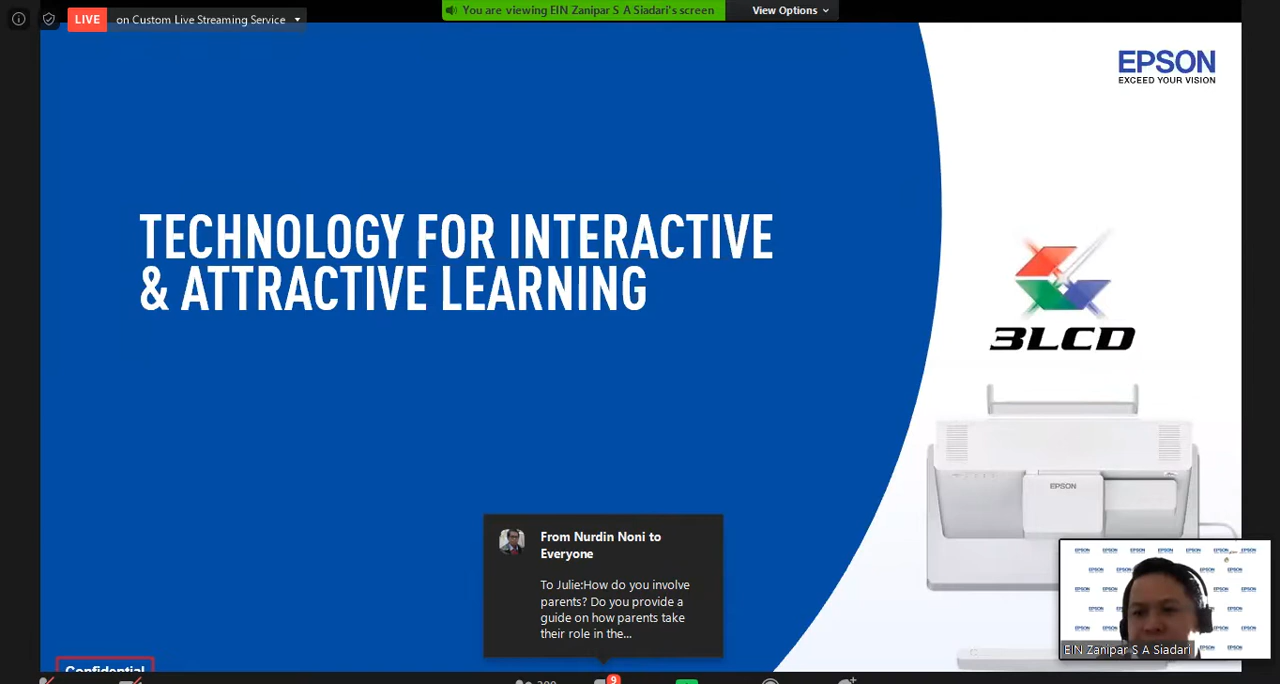 LIVE on Custom Live Streaming Service
You are viewing EIN Zanipar S A Siadari's screen
View Options
EPSON
EXCEED YOUR VISION
TECHNOLOGY FOR INTERACTIVE
& ATTRACTIVE LEARNING
3LCD
EPSON
From Nurdin Noni to
Everyone
To Julie:How do you involve
parents? Do you provide a
guide on how parents take
their role in the...
EIN Zanipar S A Siadari
Confidential
9